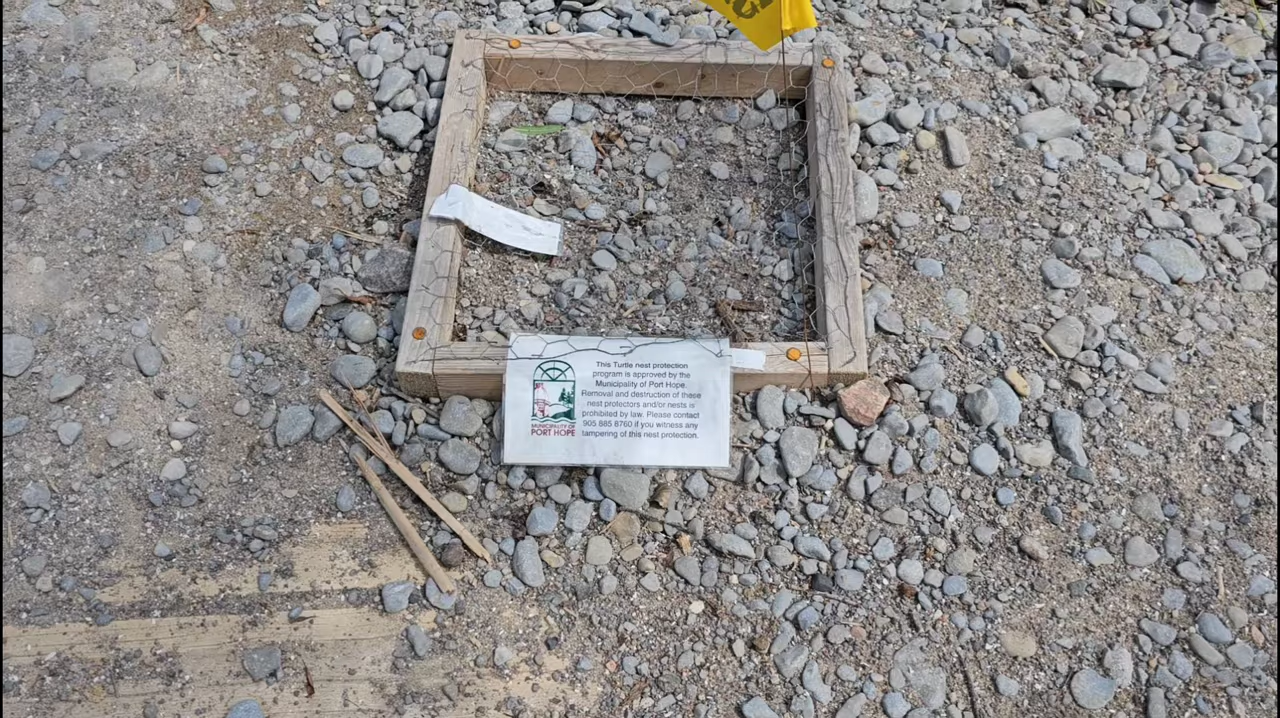 This Turtle nest protection
program is approved by the
Municipality of Port Hope.
Removal and destruction of these
nest protectors and/or nests is
prohibited by law. Please contact
905 885 8760 if you witness any
tampering of this nest protection.
MUNICIPALITY OF
PORT HOPE